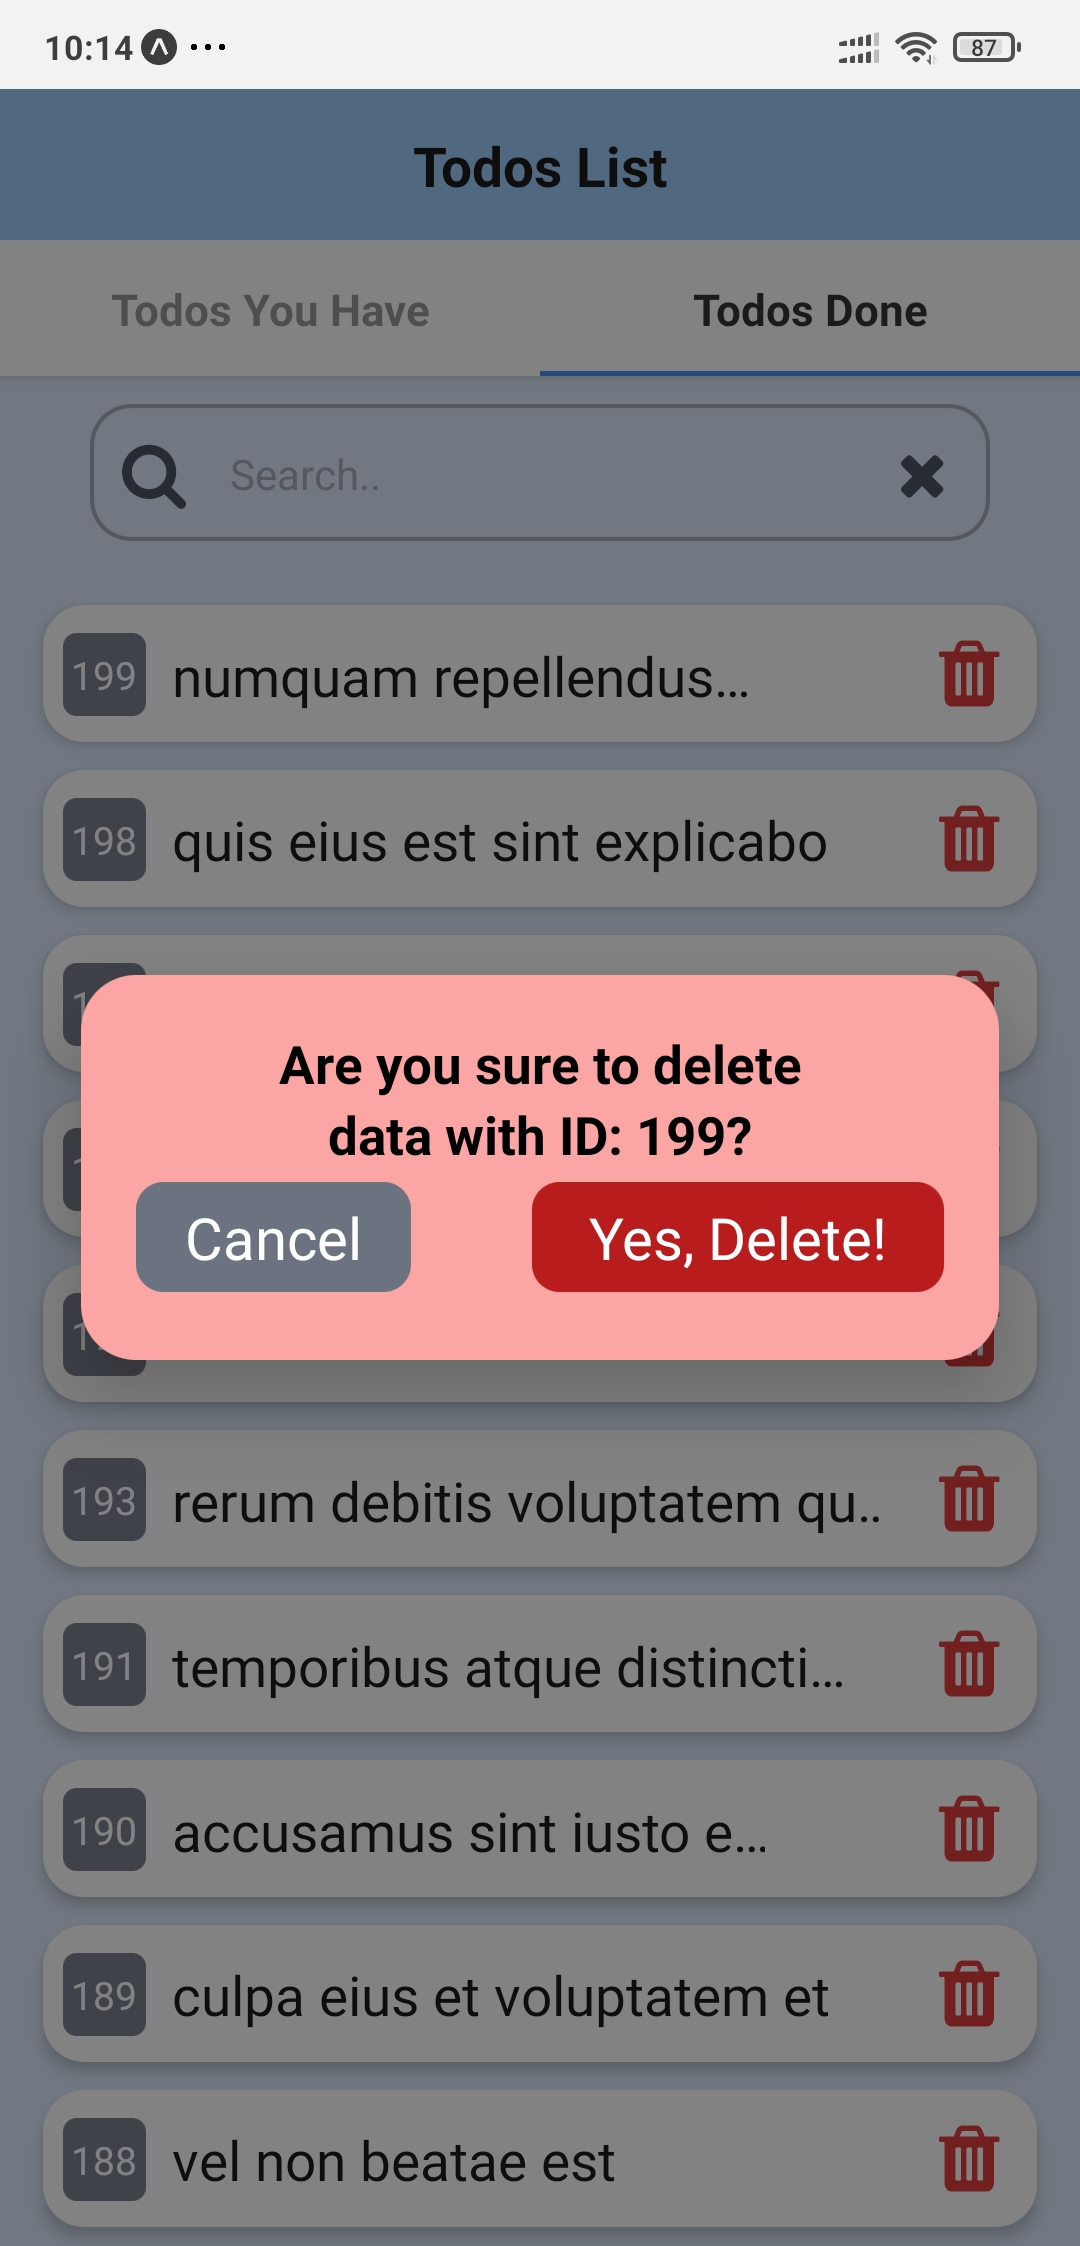 10:14
87
Todos List
Todos You Have
Todos Done
Search..
199 numquam repellendus...
198 quis eius est sint explicabo
Are you sure to delete
data with ID: 199?
Cancel
Yes, Delete!
193 rerum debitis voluptatem qu..
191 temporibus atque distincti...
190 accusamus sint iusto e...
189 culpa eius et voluptatem et
188 vel non beatae est